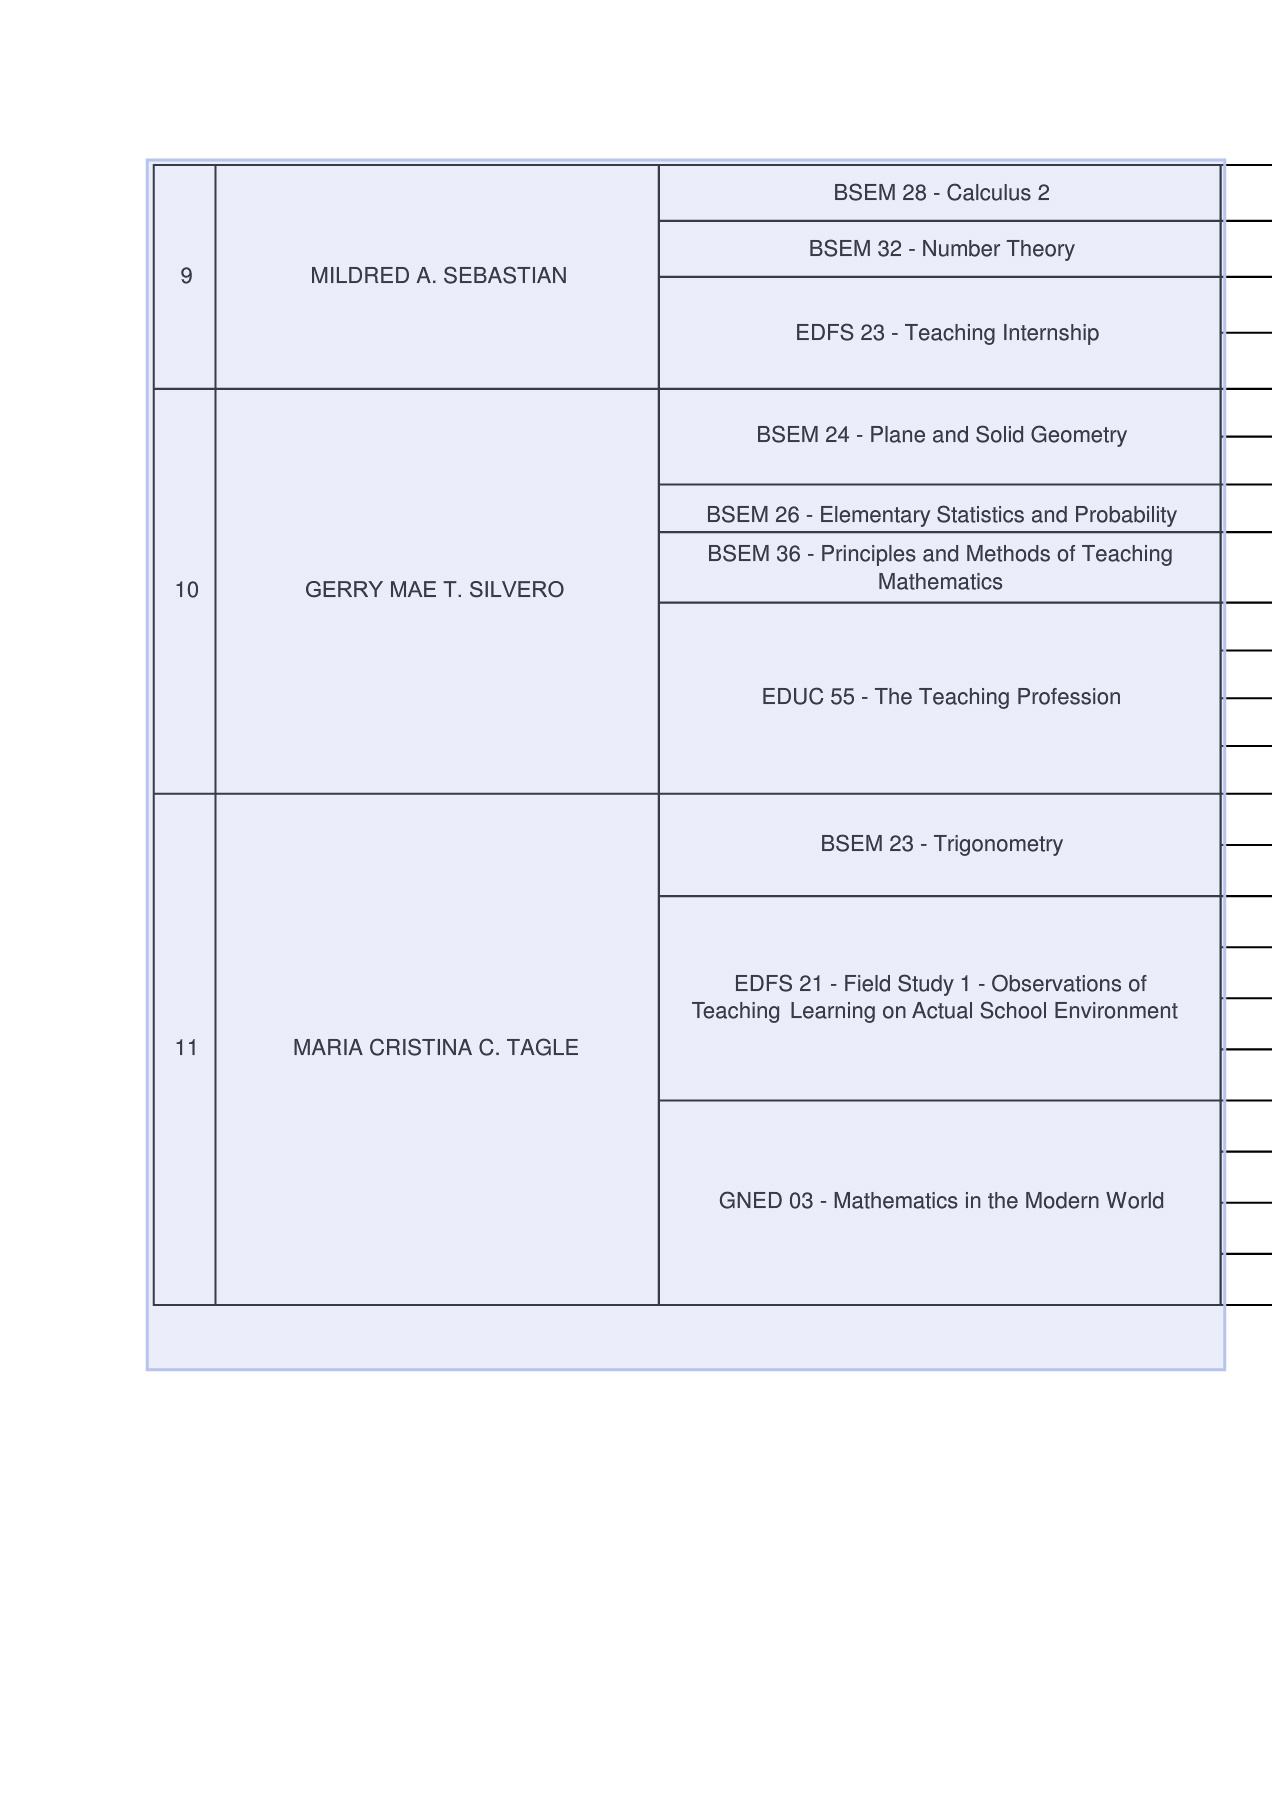 9
MILDRED A. SEBASTIAN
BSEM 28 - Calculus 2
BSEM 32 - Number Theory
EDFS 23 - Teaching Internship
10
GERRY MAE T. SILVERO
BSEM 24 - Plane and Solid Geometry
BSEM 26 - Elementary Statistics and Probability
BSEM 36 - Principles and Methods of Teaching
Mathematics
EDUC 55 - The Teaching Profession
11
MARIA CRISTINA C. TAGLE
BSEM 23 - Trigonometry
EDFS 21 - Field Study 1 - Observations of
Teaching Learning on Actual School Environment
GNED 03 - Mathematics in the Modern World